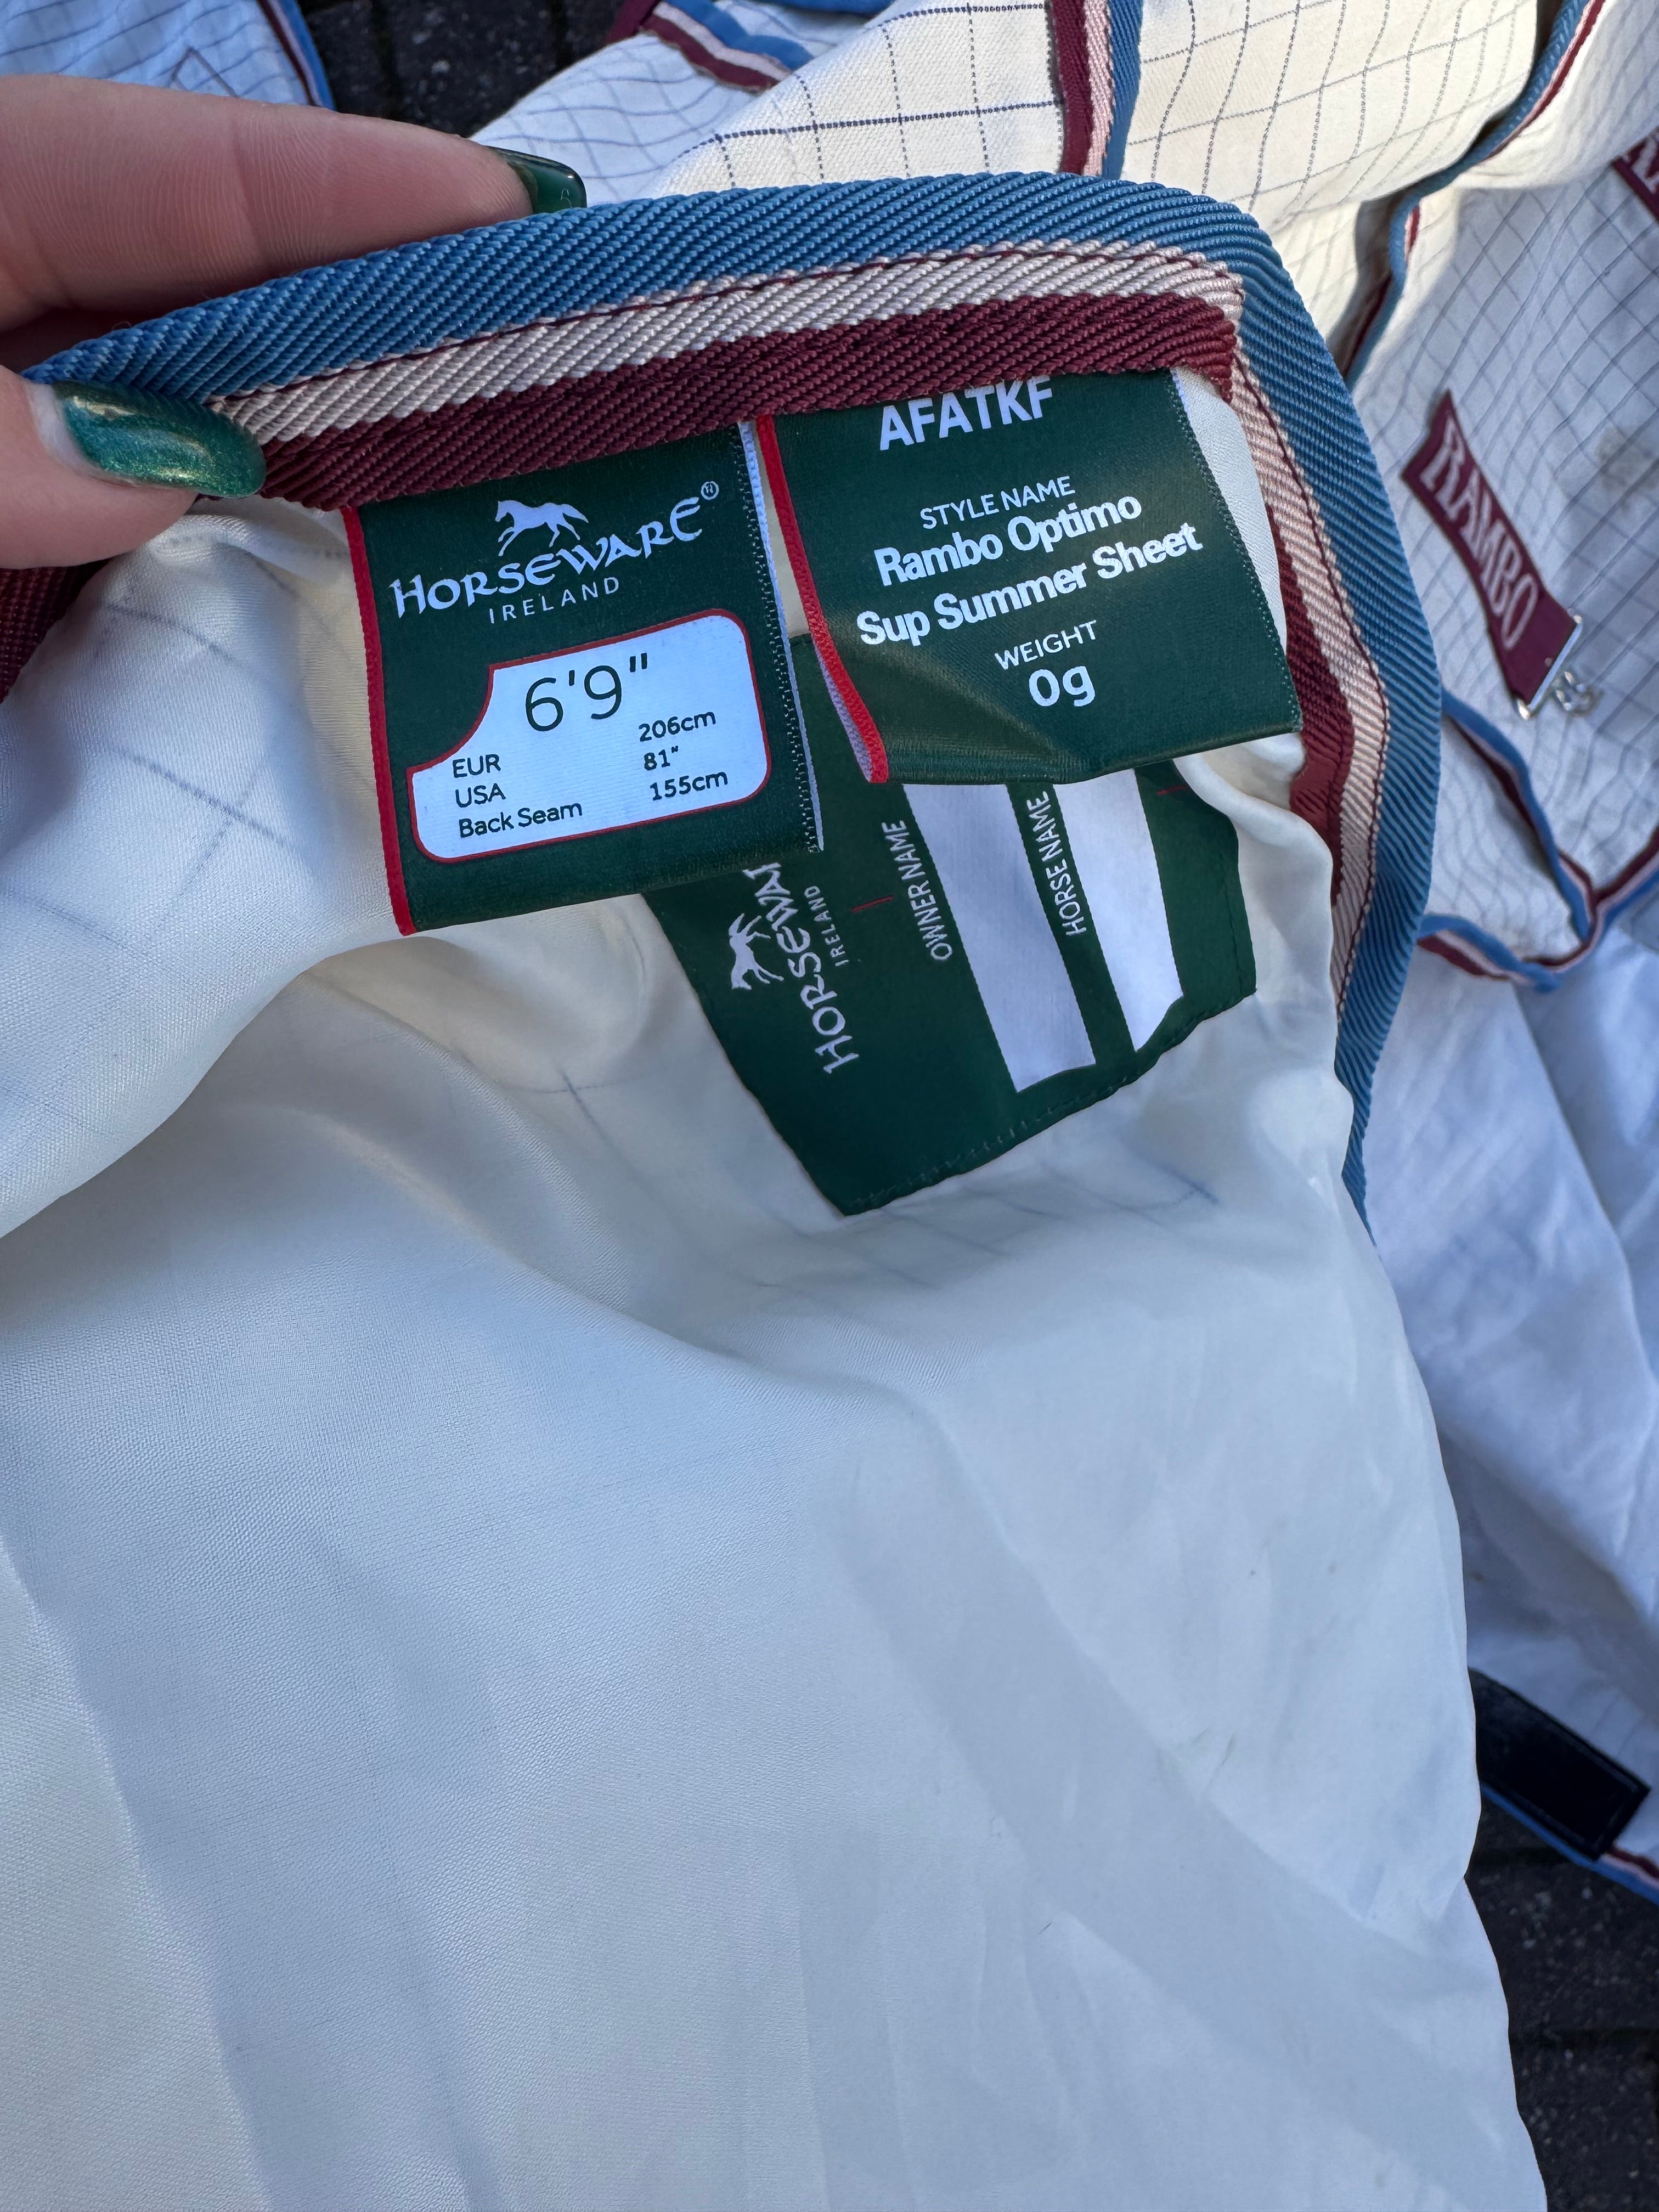 HORSEWARE®
IRELAND
6'9"
EUR 206cm
USA 81"
Back Seam 155cm
AFATKF
STYLE NAME
Rambo Optimo
Sup Summer Sheet
WEIGHT
0g
IRELAND
OWNER NAME
HORSE NAME
RAMBO